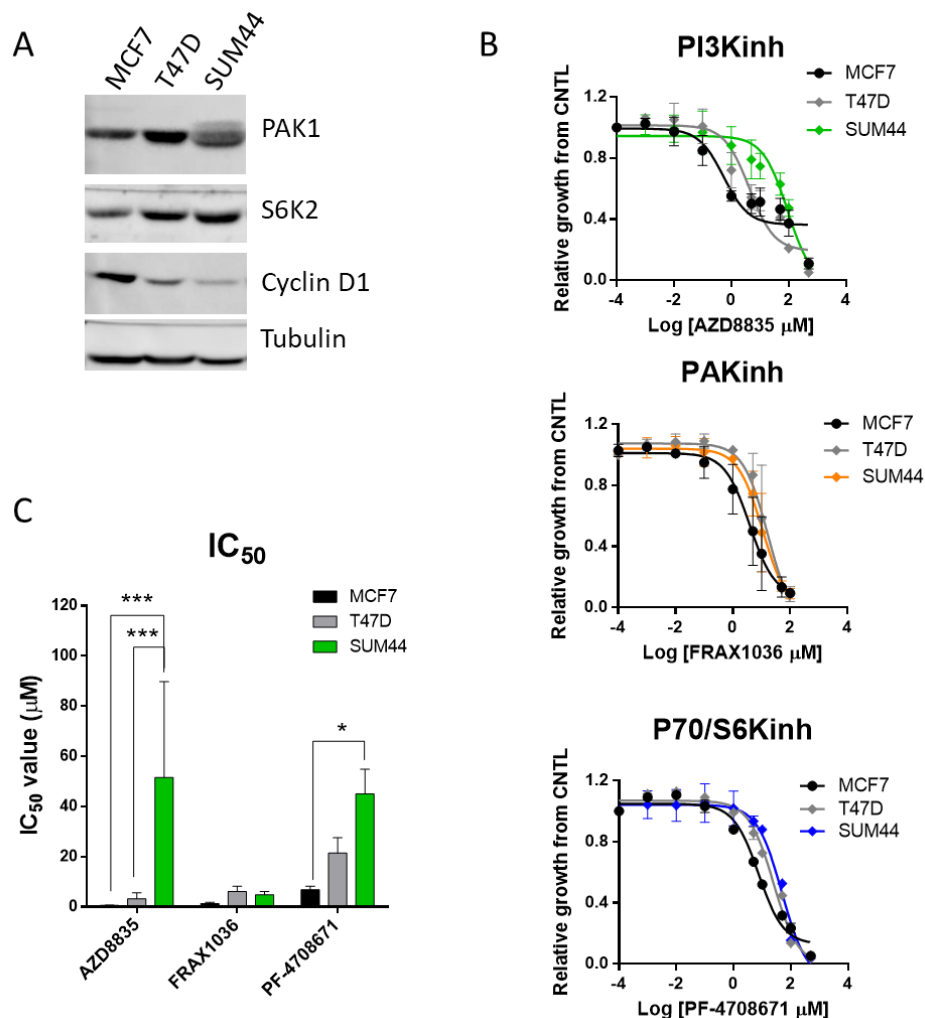 A
MCF7
T47D
SUM44
PAK1
S6K2
Cyclin D1
Tubulin
B
PI3Kinh
MCF7
T47D
SUM44
Relative growth from CNTL
1.2
0.8
0.4
0.0
-4 -2 0 2 4
Log [AZD8835 μM]
PAKinh
MCF7
T47D
SUM44
Relative growth from CNTL
1.2
0.8
0.4
0.0
-4 -2 0 2 4
Log [FRAX1036 μM]
P70/S6Kinh
MCF7
T47D
SUM44
Relative growth from CNTL
1.2
0.8
0.4
0.0
-4 -2 0 2 4
Log [PF-4708671 μM]
C
IC50
MCF7
T47D
SUM44
IC50 value (μM)
120
100
80
60
40
20
0
***
***
*
AZD8835
FRAX1036
PF-4708671